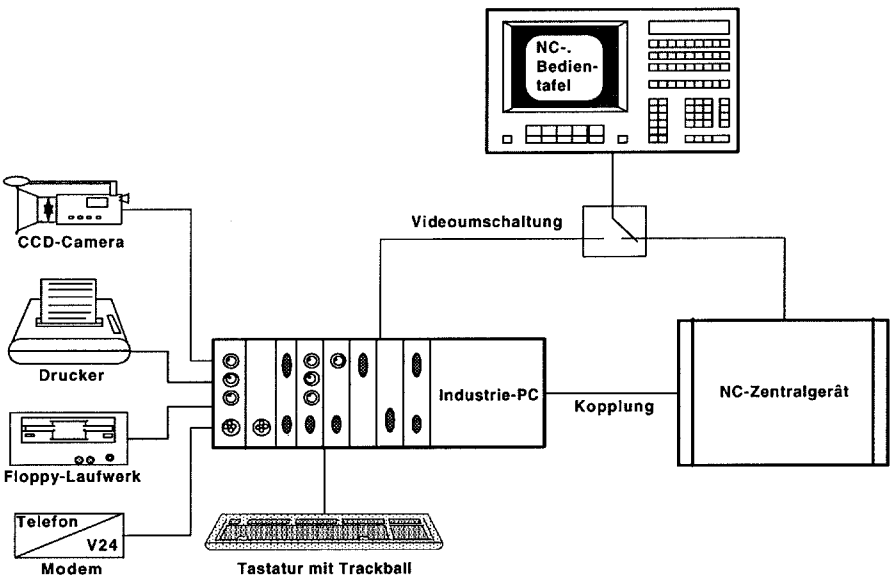 NC-.
Bedien-
tafel
Videoumschaltung
CCD-Camera
Drucker
Industrie-PC
Kopplung
NC-Zentralgerät
Floppy-Laufwerk
Telefon
V24
Modem
Tastatur mit Trackball